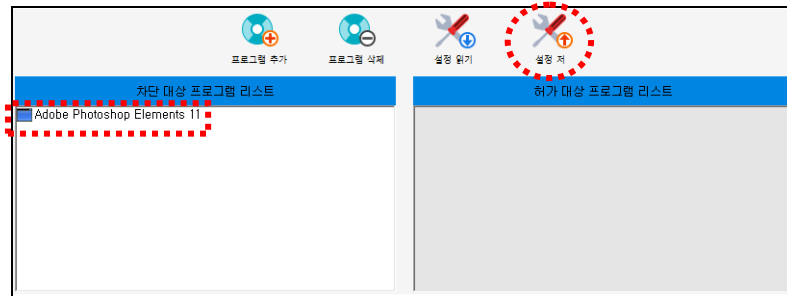 프로그램 추가
프로그램 삭제
설정 읽기
설정 저
차단 대상 프로그램 리스트
허가 대상 프로그램 리스트
Adobe Photoshop Elements 11